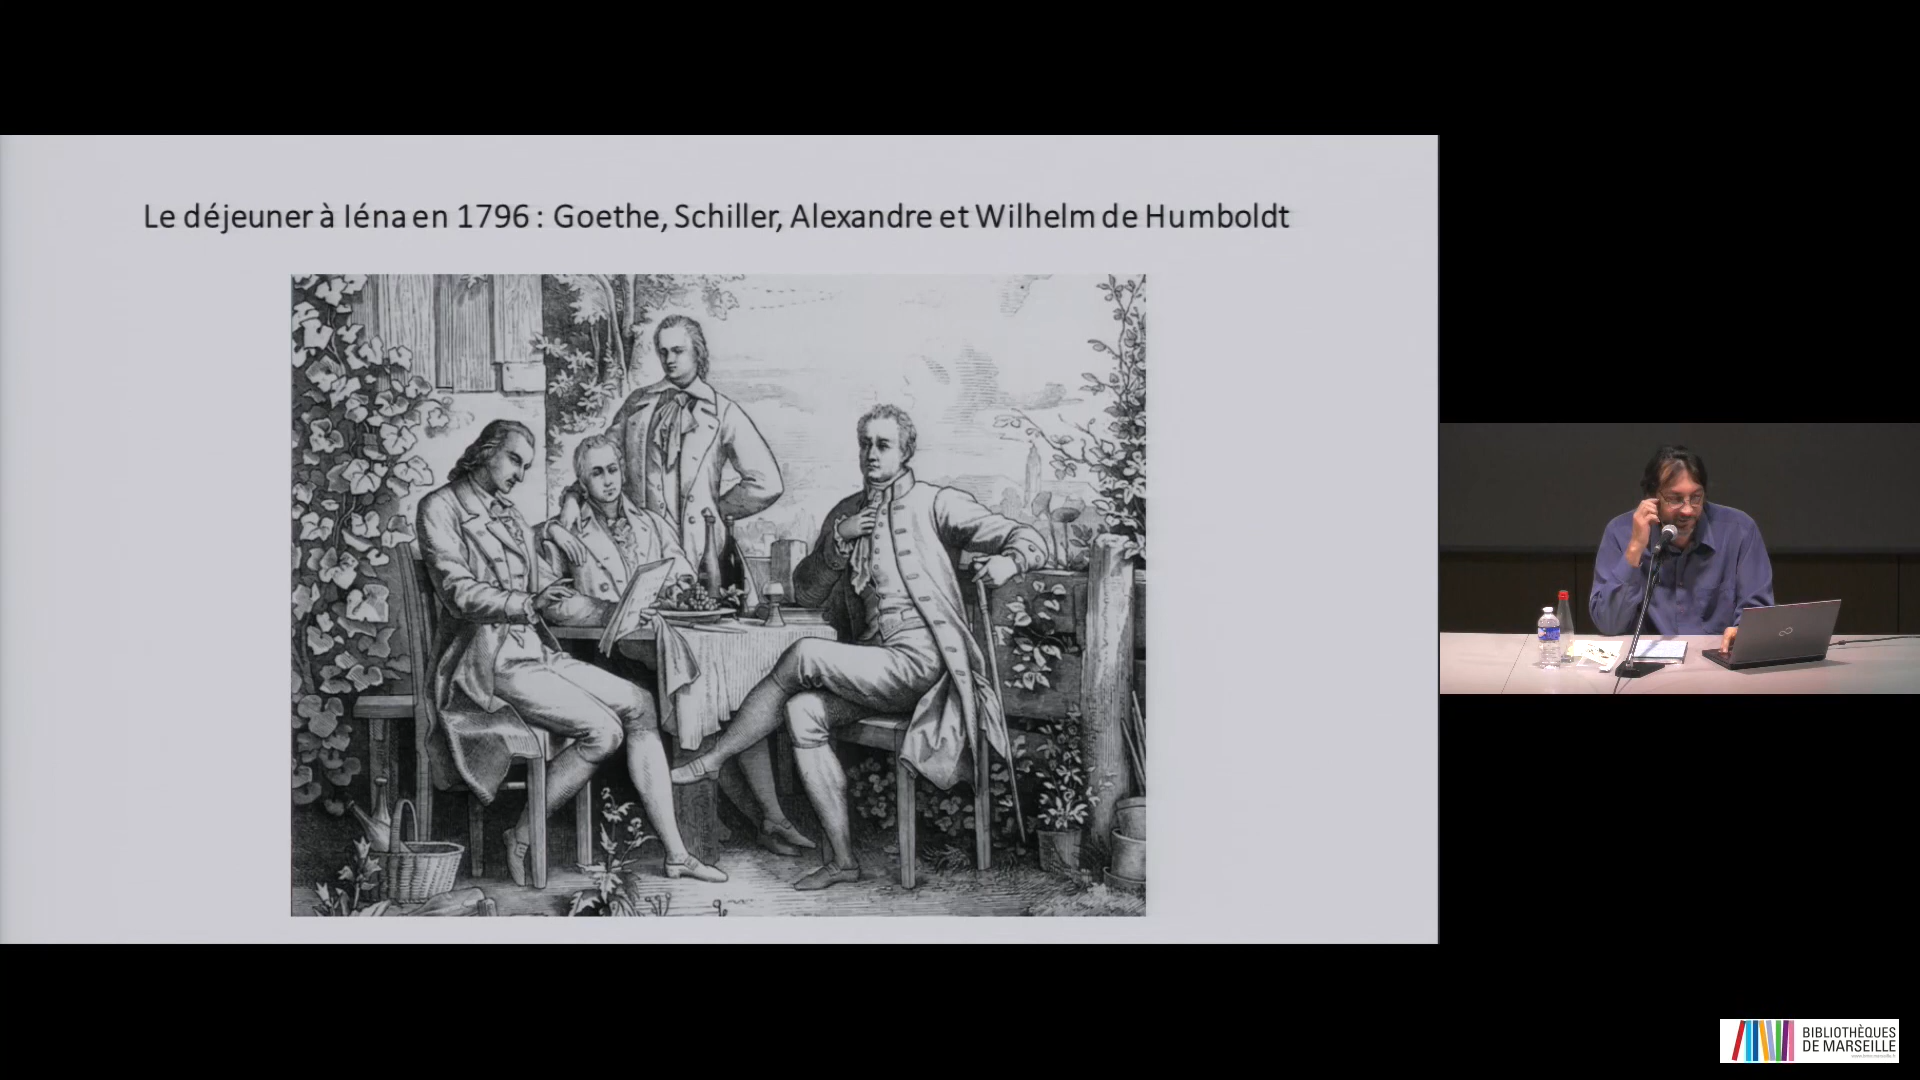 Le déjeuner à Iéna en 1796 : Goethe, Schiller, Alexandre et Wilhelm de Humboldt
BIBLIOTHÈQUES
DE MARSEILLE